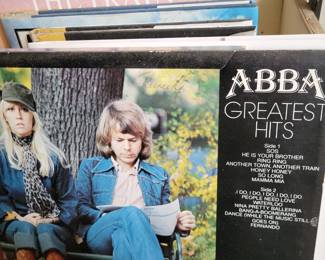 ABBA
GREATEST
HITS
Side 1
SOS
HE IS YOUR BROTHER
RING RING
ANOTHER TOWN, ANOTHER TRAIN
HONEY HONEY
SO LONG
MAMMA MIA
Side 2
I DO, I DO, I DO, I DO, I DO
PEOPLE NEED LOVE
WATERLOO
NINA PRETTY BALLERINA
BANG-A-BOOMERANG
DANCE (WHILE THE MUSIC STILL
GOES ON)
FERNANDO